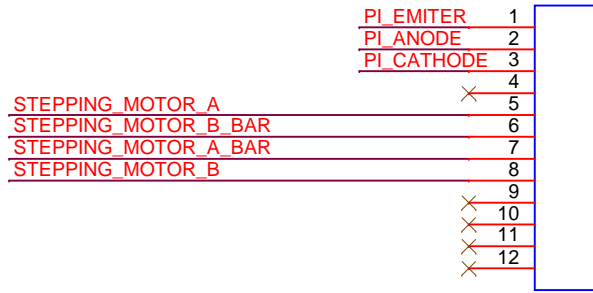 PI_EMITER 1
PI_ANODE 2
PI_CATHODE 3
4
STEPPING_MOTOR_A 5
STEPPING_MOTOR_B_BAR 6
STEPPING_MOTOR_A_BAR 7
STEPPING_MOTOR_B 8
9
10
11
12